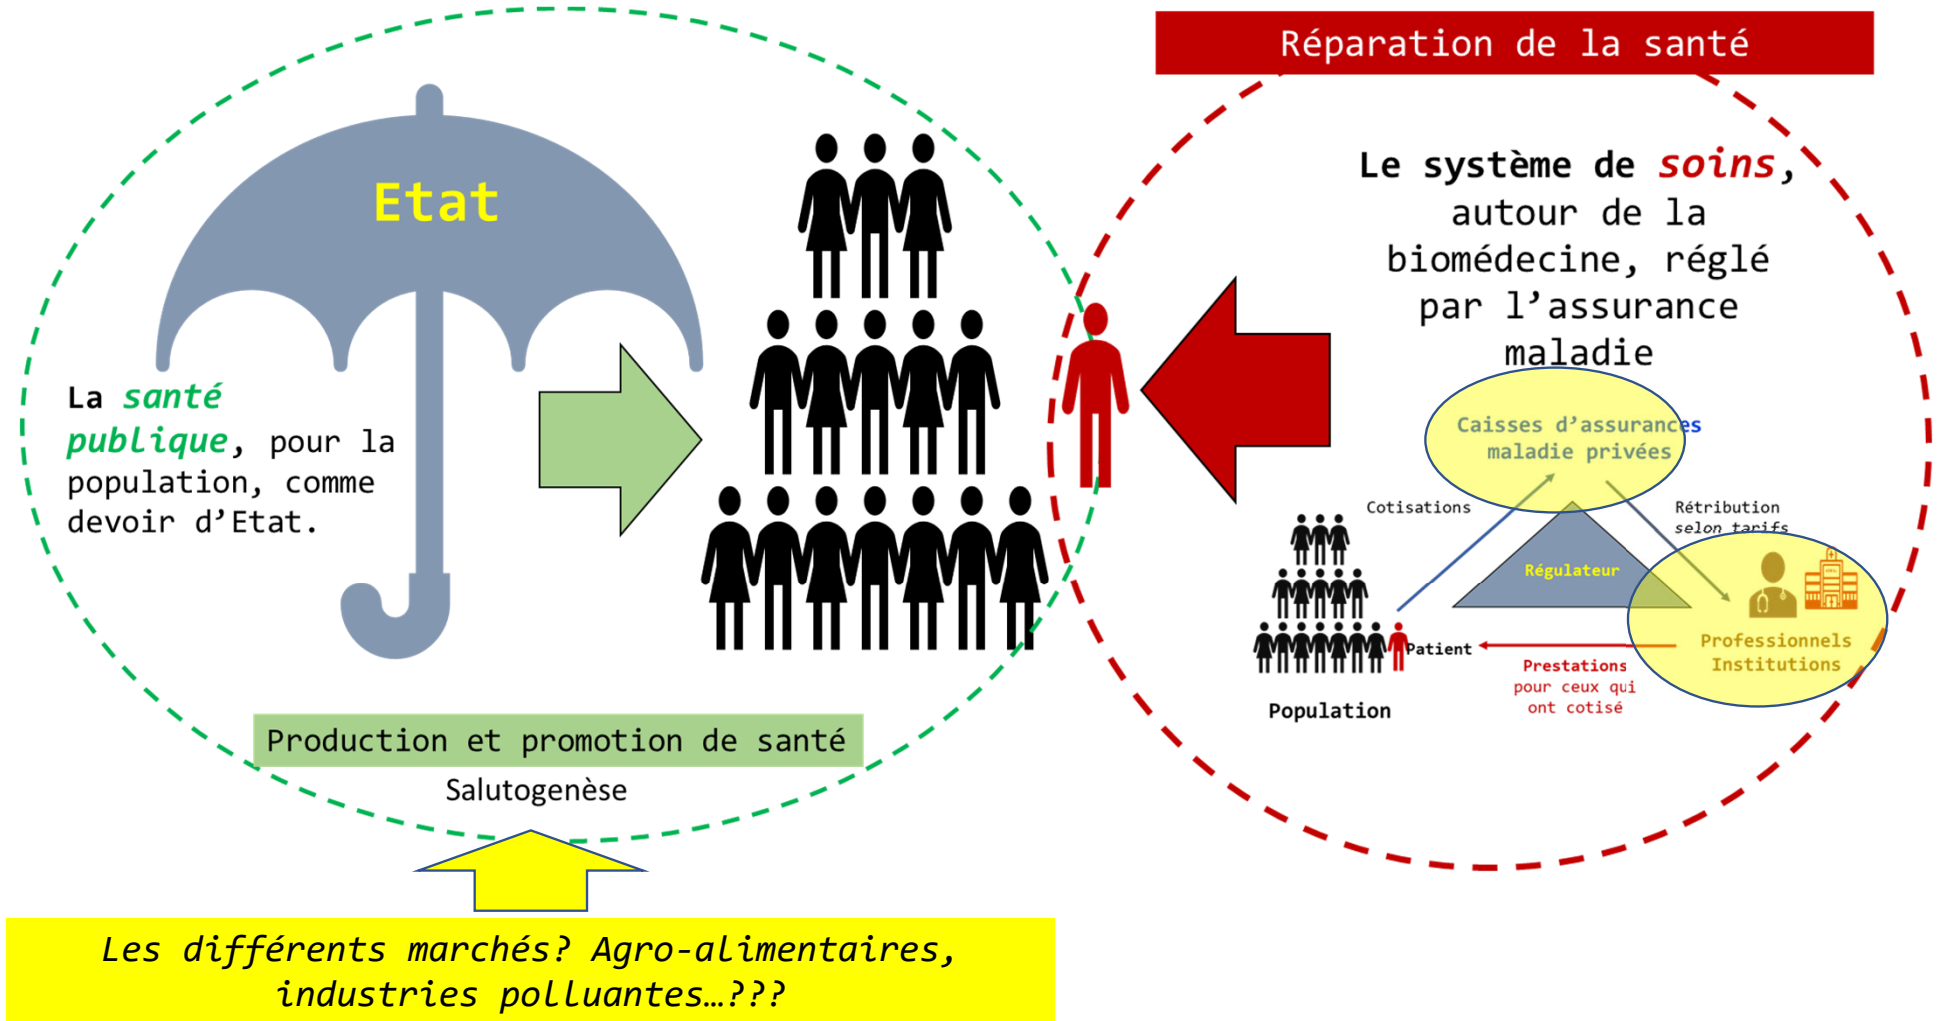 Réparation de la santé
Etat
La santé
publique, pour la
population, comme
devoir d’Etat.
Production et promotion de santé
Salutogenèse
Les différents marchés? Agro-alimentaires,
industries polluantes…???
Le système de soins,
autour de la
biomédecine, réglé
par l’assurance
maladie
Caisses d’assurances
maladie privées
Cotisations
Rétribution
selon tarifs
Régulateur
Professionnels
Institutions
Patient
Prestations
pour ceux qui
ont cotisé
Population